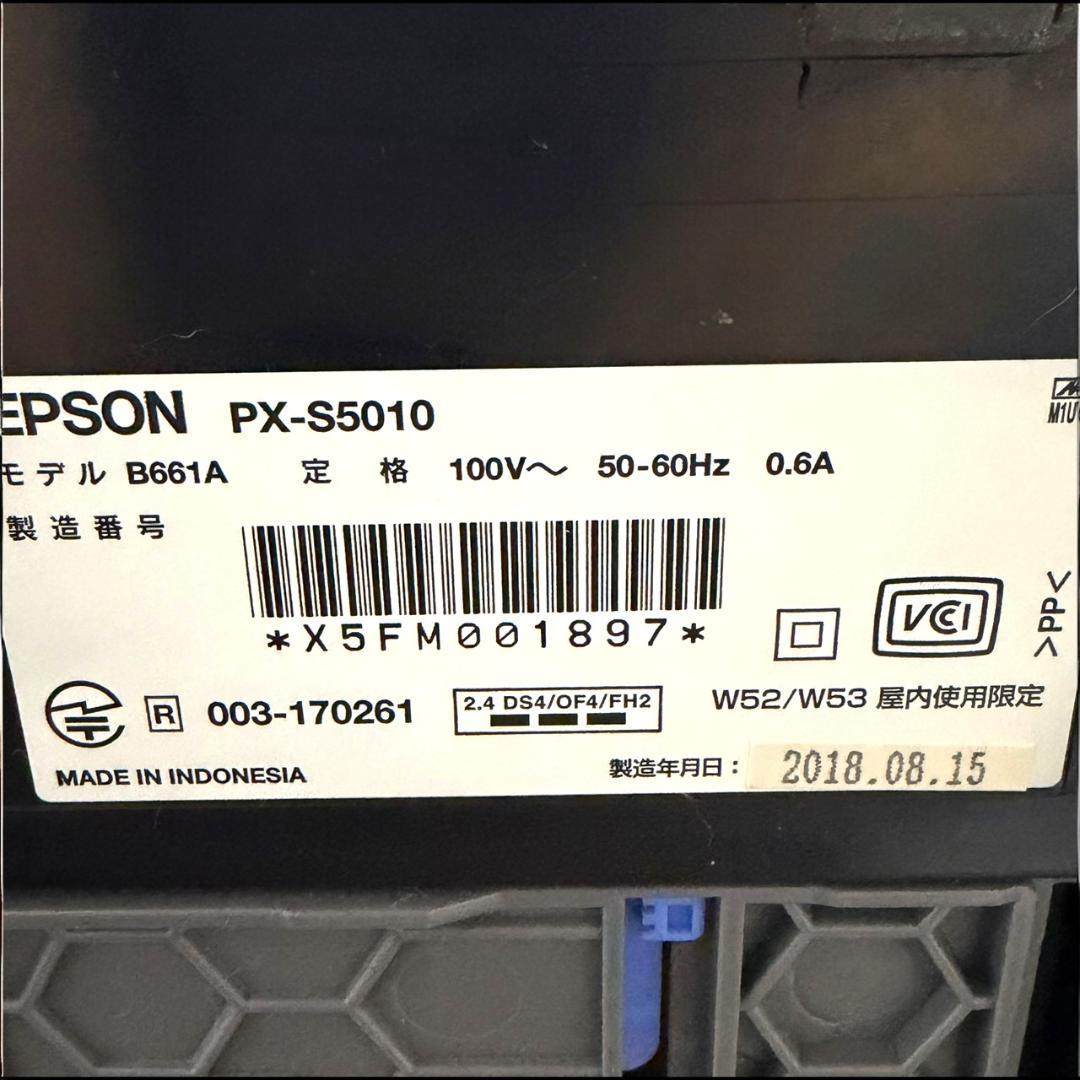 EPSON PX-S5010
モデル B661A 定格 100V～ 50-60Hz 0.6A
製造番号
*X5FM001897*
VCCI
>PP<
R 003-170261
2.4 DS4/OF4/FH2
W52/W53 屋内使用限定
MADE IN INDONESIA
製造年月日：2018.08.15